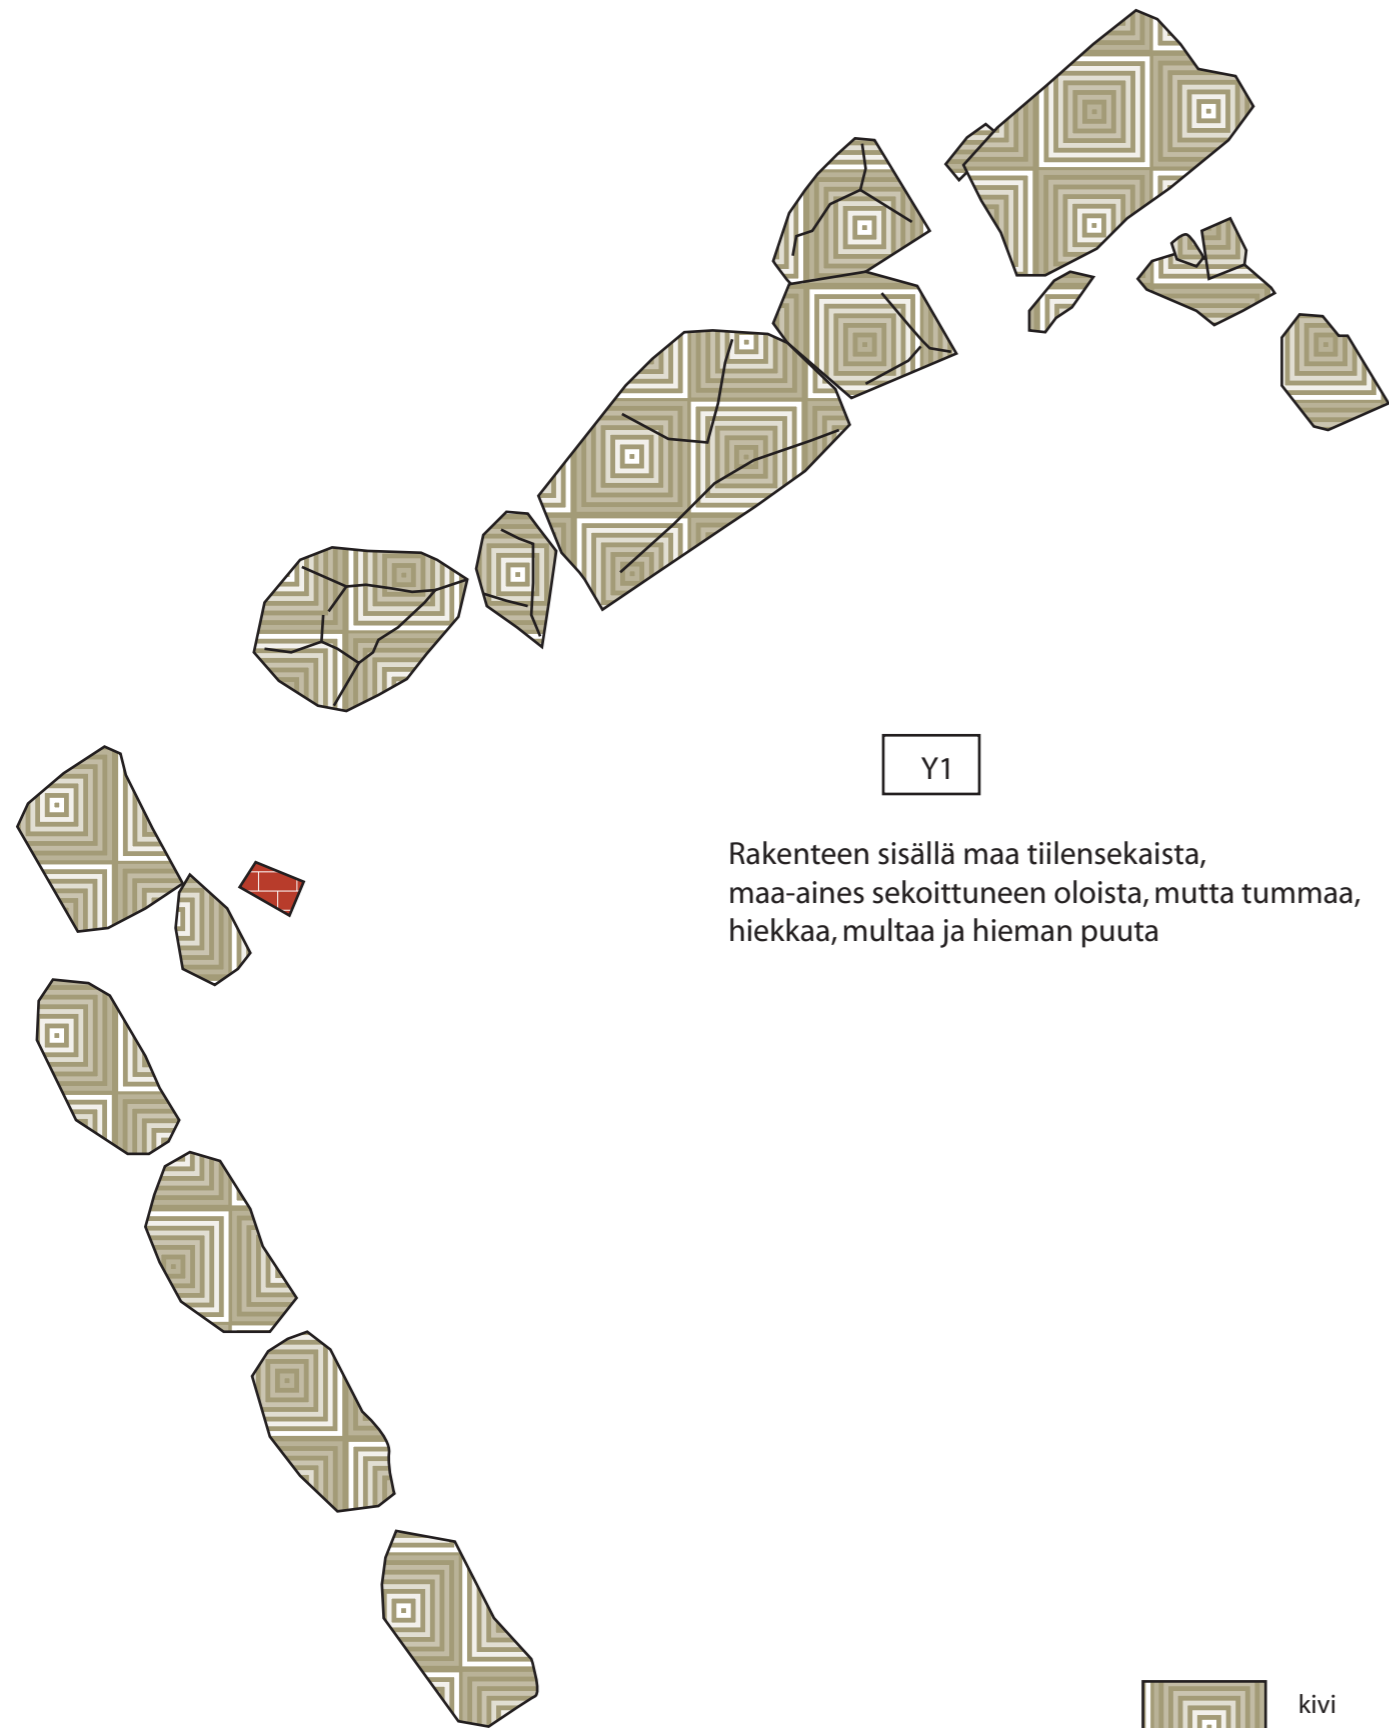 Y1
Rakenteen sisällä maa tiilensekaista,
maa-aines sekoittuneen oloista, mutta tummaa,
hiekkaa, multaa ja hieman puuta
kivi